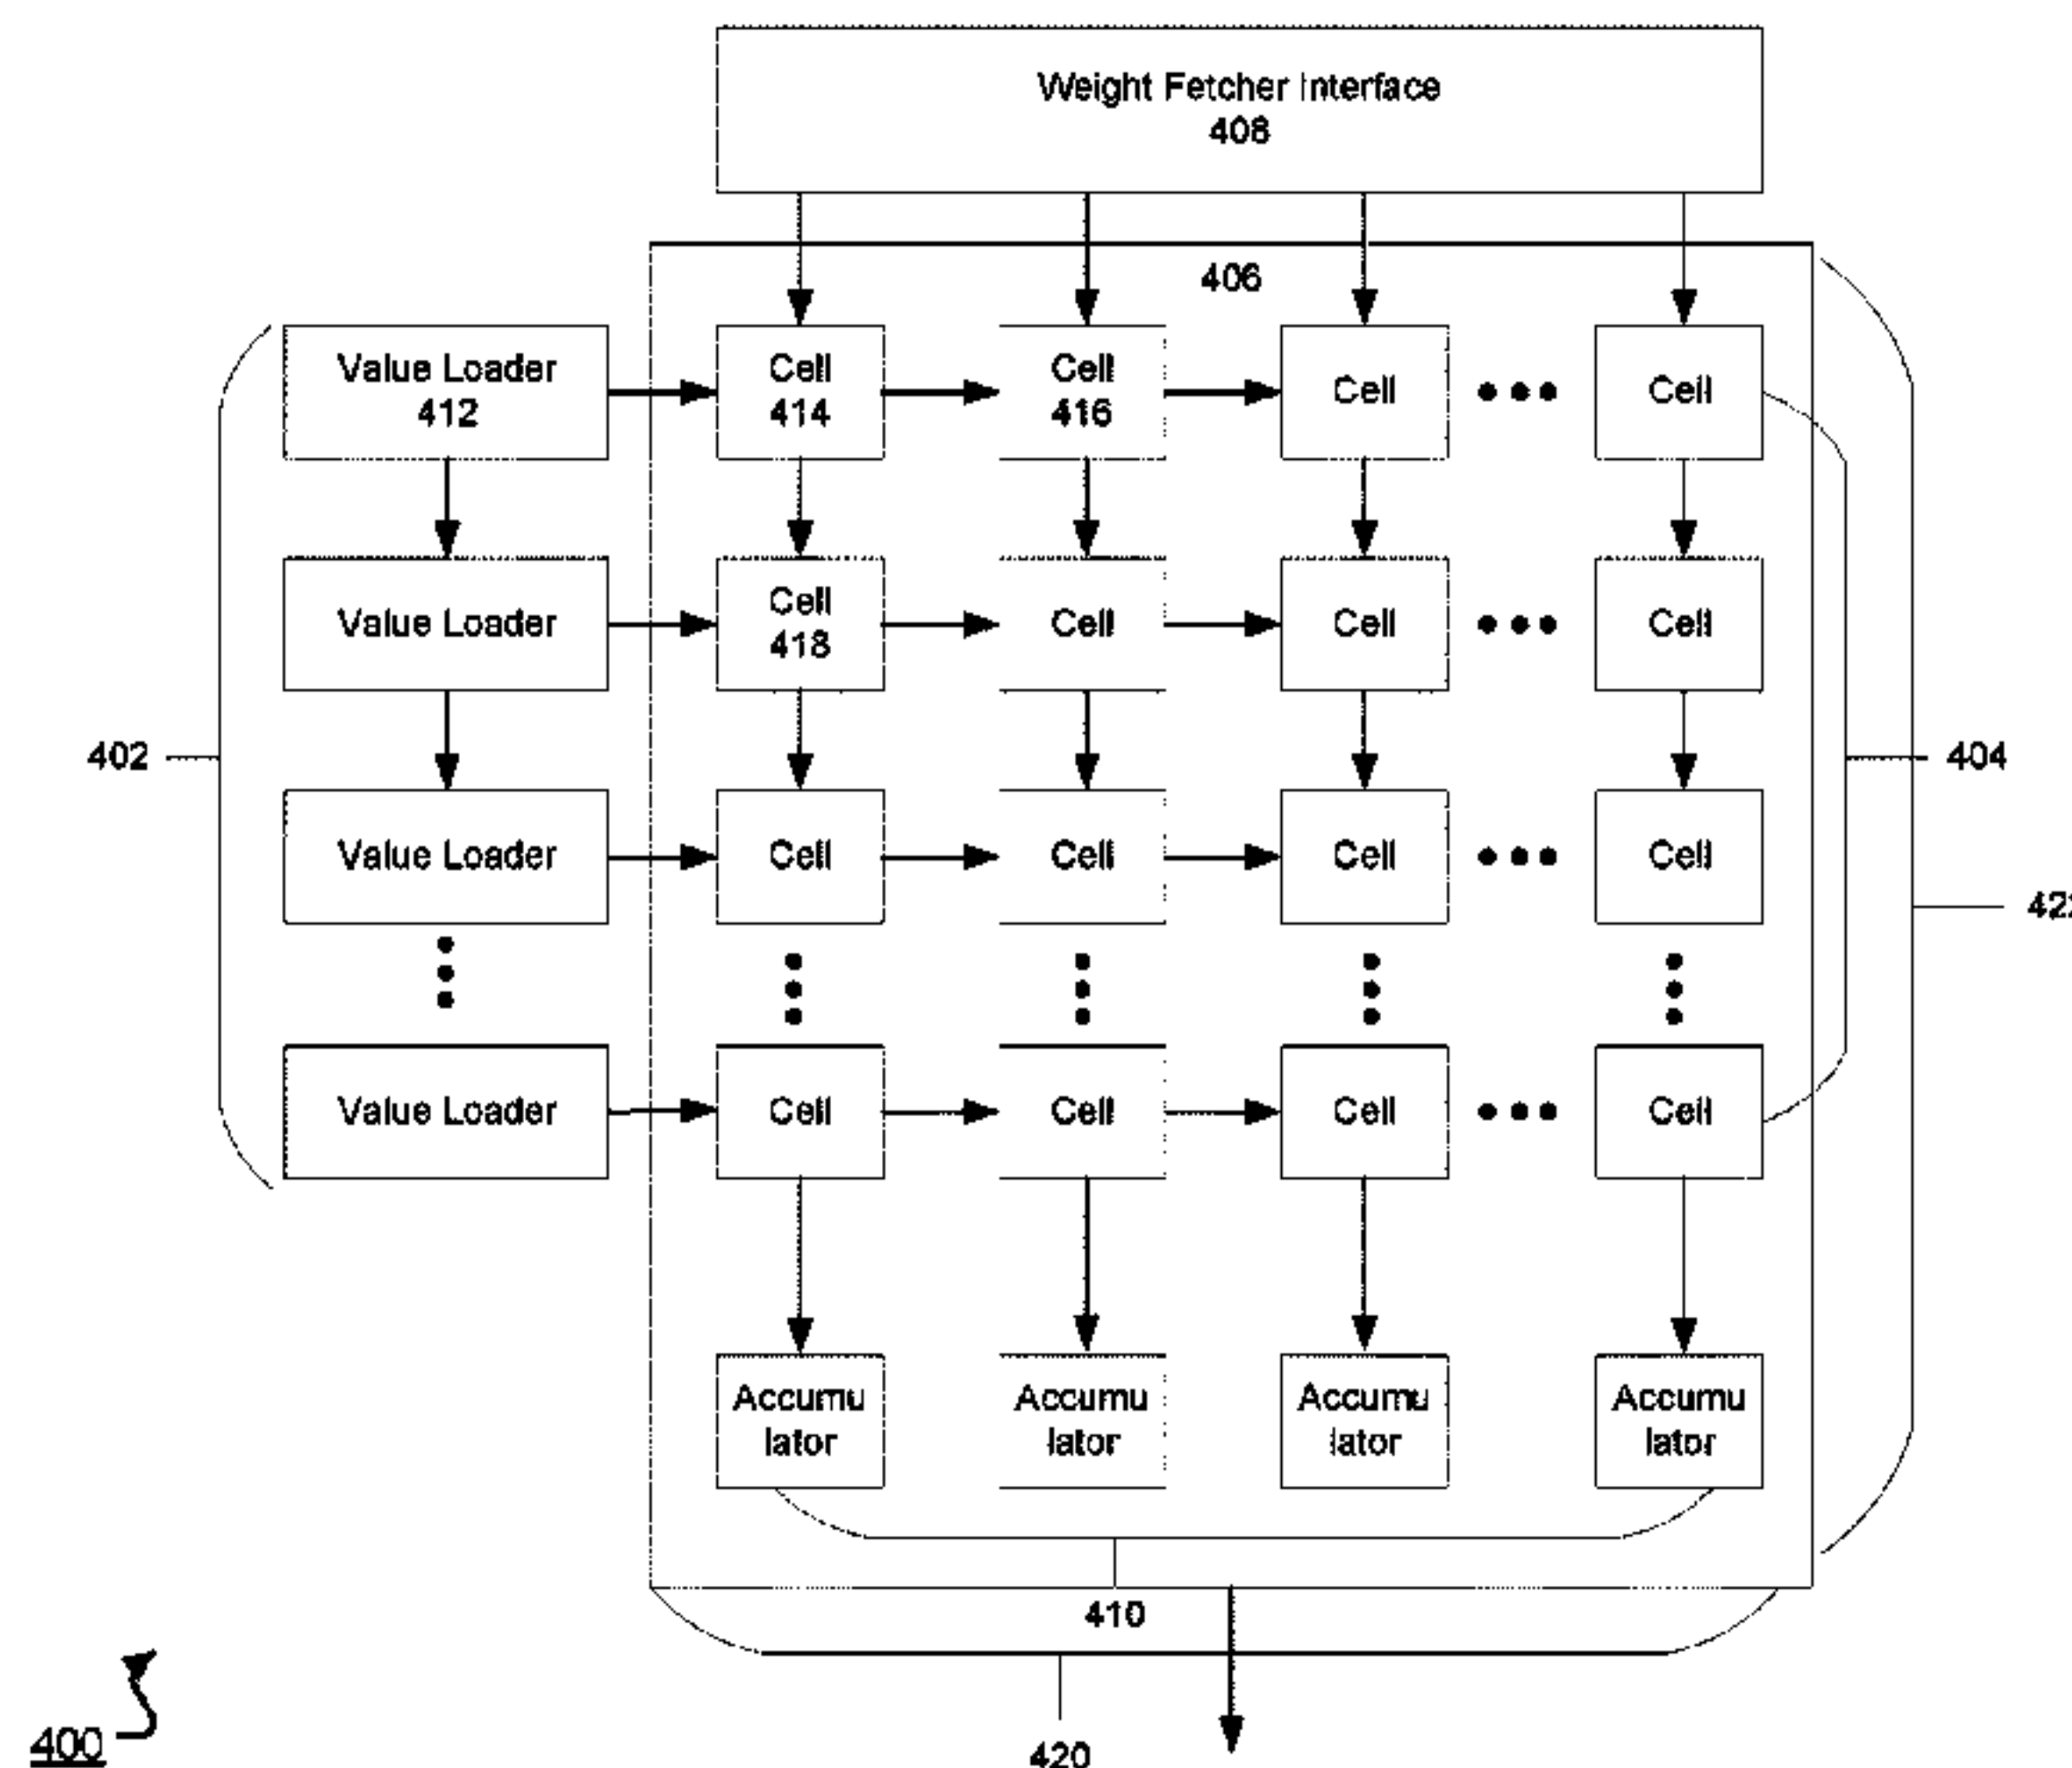 Weight Fetcher Interface
408
406
Value Loader
412
Cell
414
Cell
416
Cell
Cell
Value Loader
Cell
418
Cell
Cell
Cell
402
404
Value Loader
Cell
Cell
Cell
Cell
422
Value Loader
Cell
Cell
Cell
Cell
Accumu
lator
Accumu
lator
Accumu
lator
Accumu
lator
410
400
420